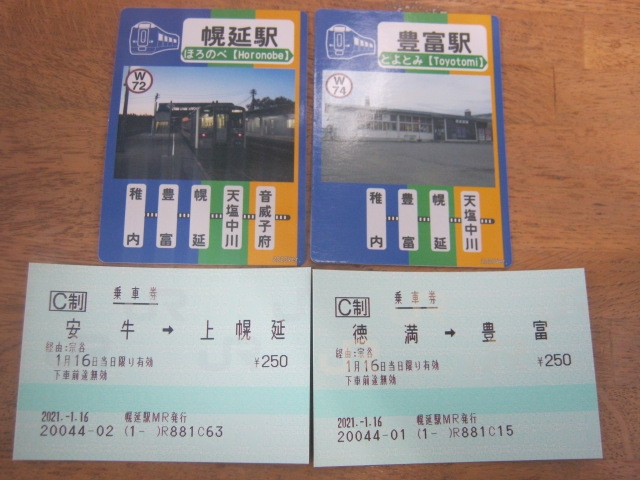 幌延駅
ほろのべ【Horonobe】
W
72
稚内
豊富
幌延
天塩中川
音威子府
豊富駅
とよとみ【Toyotomi】
W
74
稚内
豊富
幌延
天塩中川
C制
乗車券
安牛→上幌延
経由:宗谷
1月16日当日限り有効
¥250
下車前途無効
2021.-1.16 幌延駅MR発行
20044-02 (1- )R881C63
C制
乗車券
徳満→豊富
経由:宗谷
1月16日当日限り有効
¥250
下車前途無効
2021.-1.16 幌延駅MR発行
20044-01 (1- )R881C15